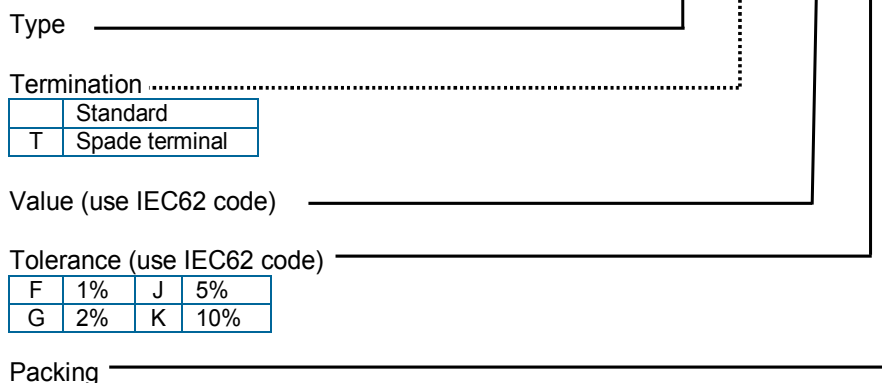 Type
Termination
Standard
T Spade terminal
Value (use IEC62 code)
Tolerance (use IEC62 code)
F 1% J 5%
G 2% K 10%
Packing